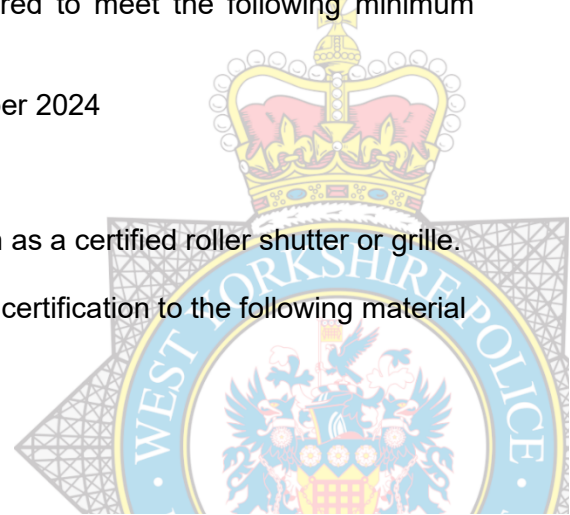 red to meet the following minimum
er 2024
as a certified roller shutter or grille.
certification to the following material
WEST YORKSHIRE POLICE